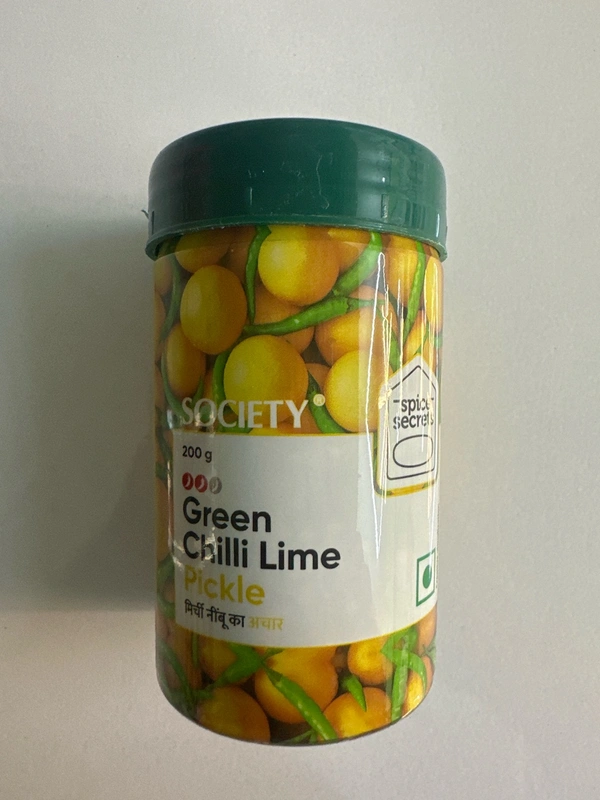 SOCIETY
spice
secrets
200 g
Green
Chilli Lime
Pickle
मिर्ची नींबू का अचार